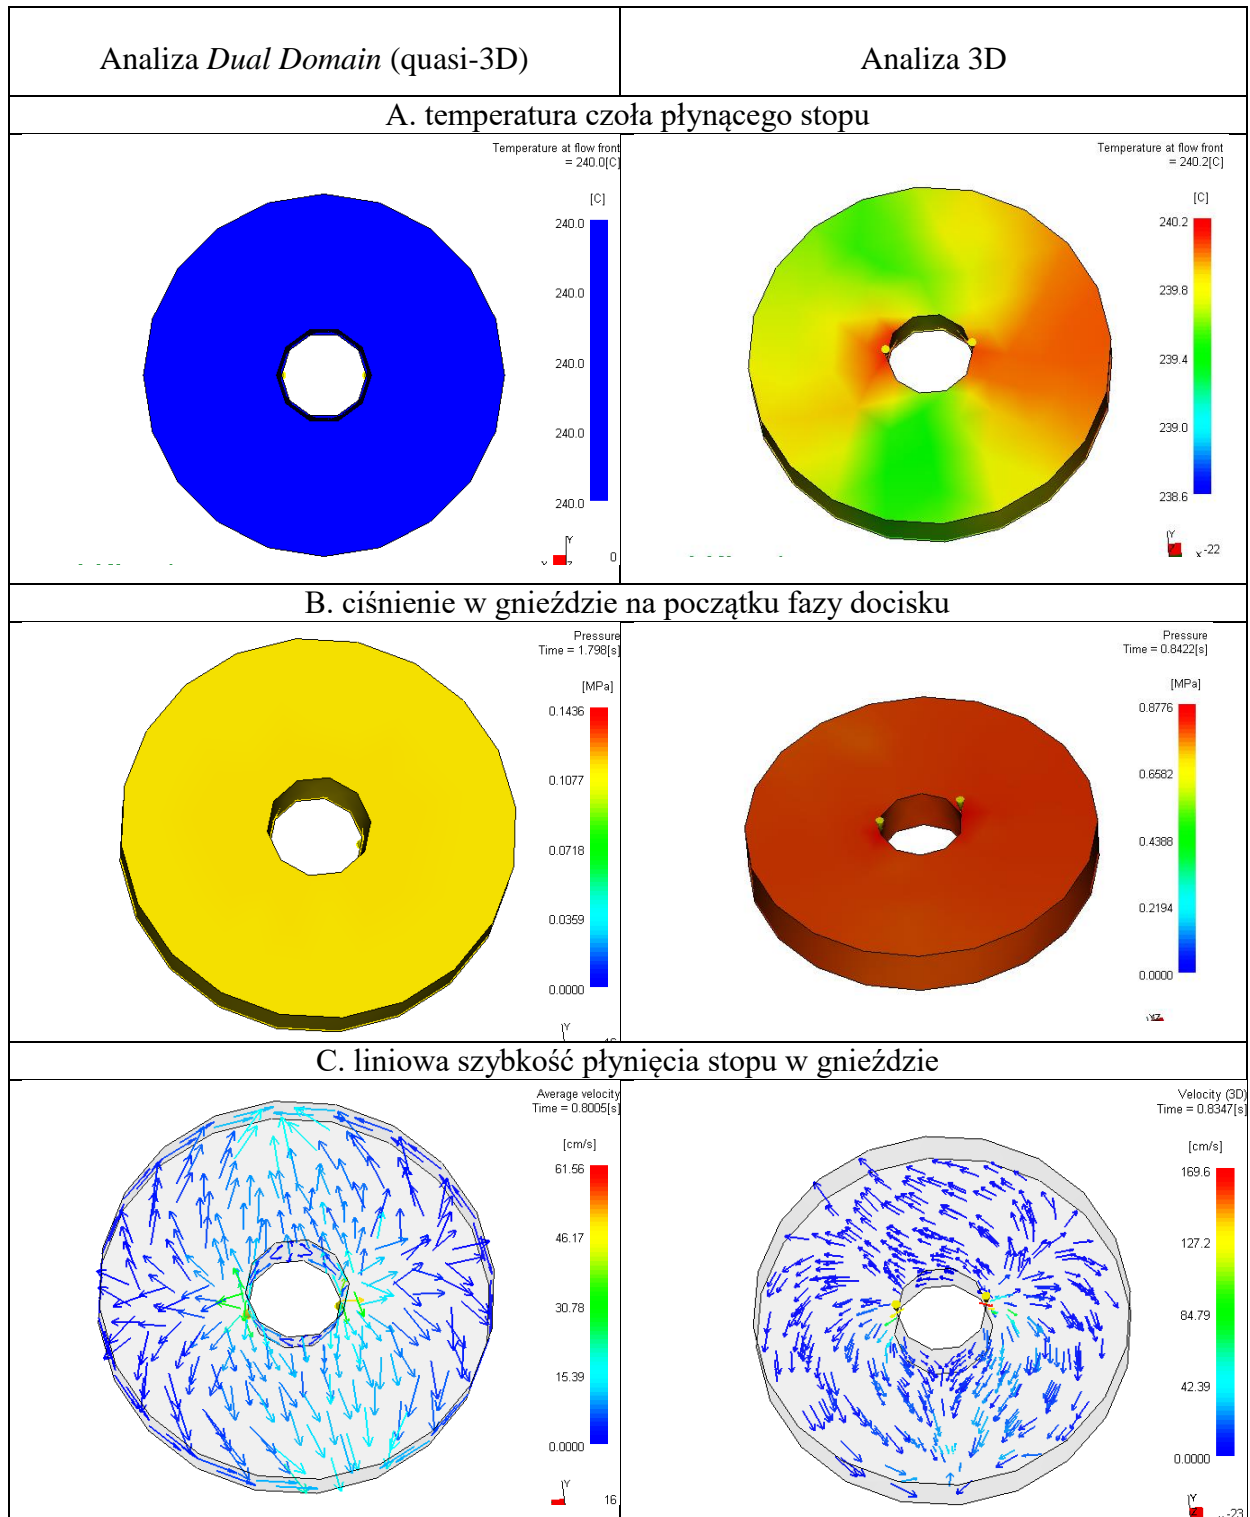 Analiza Dual Domain (quasi-3D)
Analiza 3D
A. temperatura czoła płynącego stopu
Temperature at flow front
= 240.0[C]
[C]
240.0
240.0
240.0
240.0
240.0
Y
Z
0
Temperature at flow front
= 240.2[C]
[C]
240.2
239.8
239.4
239.0
238.6
Y
X
-22
B. ciśnienie w gnieździe na początku fazy docisku
Pressure
Time = 1.798[s]
[MPa]
0.1436
0.1077
0.0718
0.0359
0.0000
Y
Pressure
Time = 0.8422[s]
[MPa]
0.8776
0.6582
0.4388
0.2194
0.0000
C. liniowa szybkość płynięcia stopu w gnieździe
Average velocity
Time = 0.8005[s]
[cm/s]
61.56
46.17
30.78
15.39
0.0000
Y
16
Velocity (3D)
Time = 0.8347[s]
[cm/s]
169.6
127.2
84.79
42.39
0.0000
Y
Z
-23